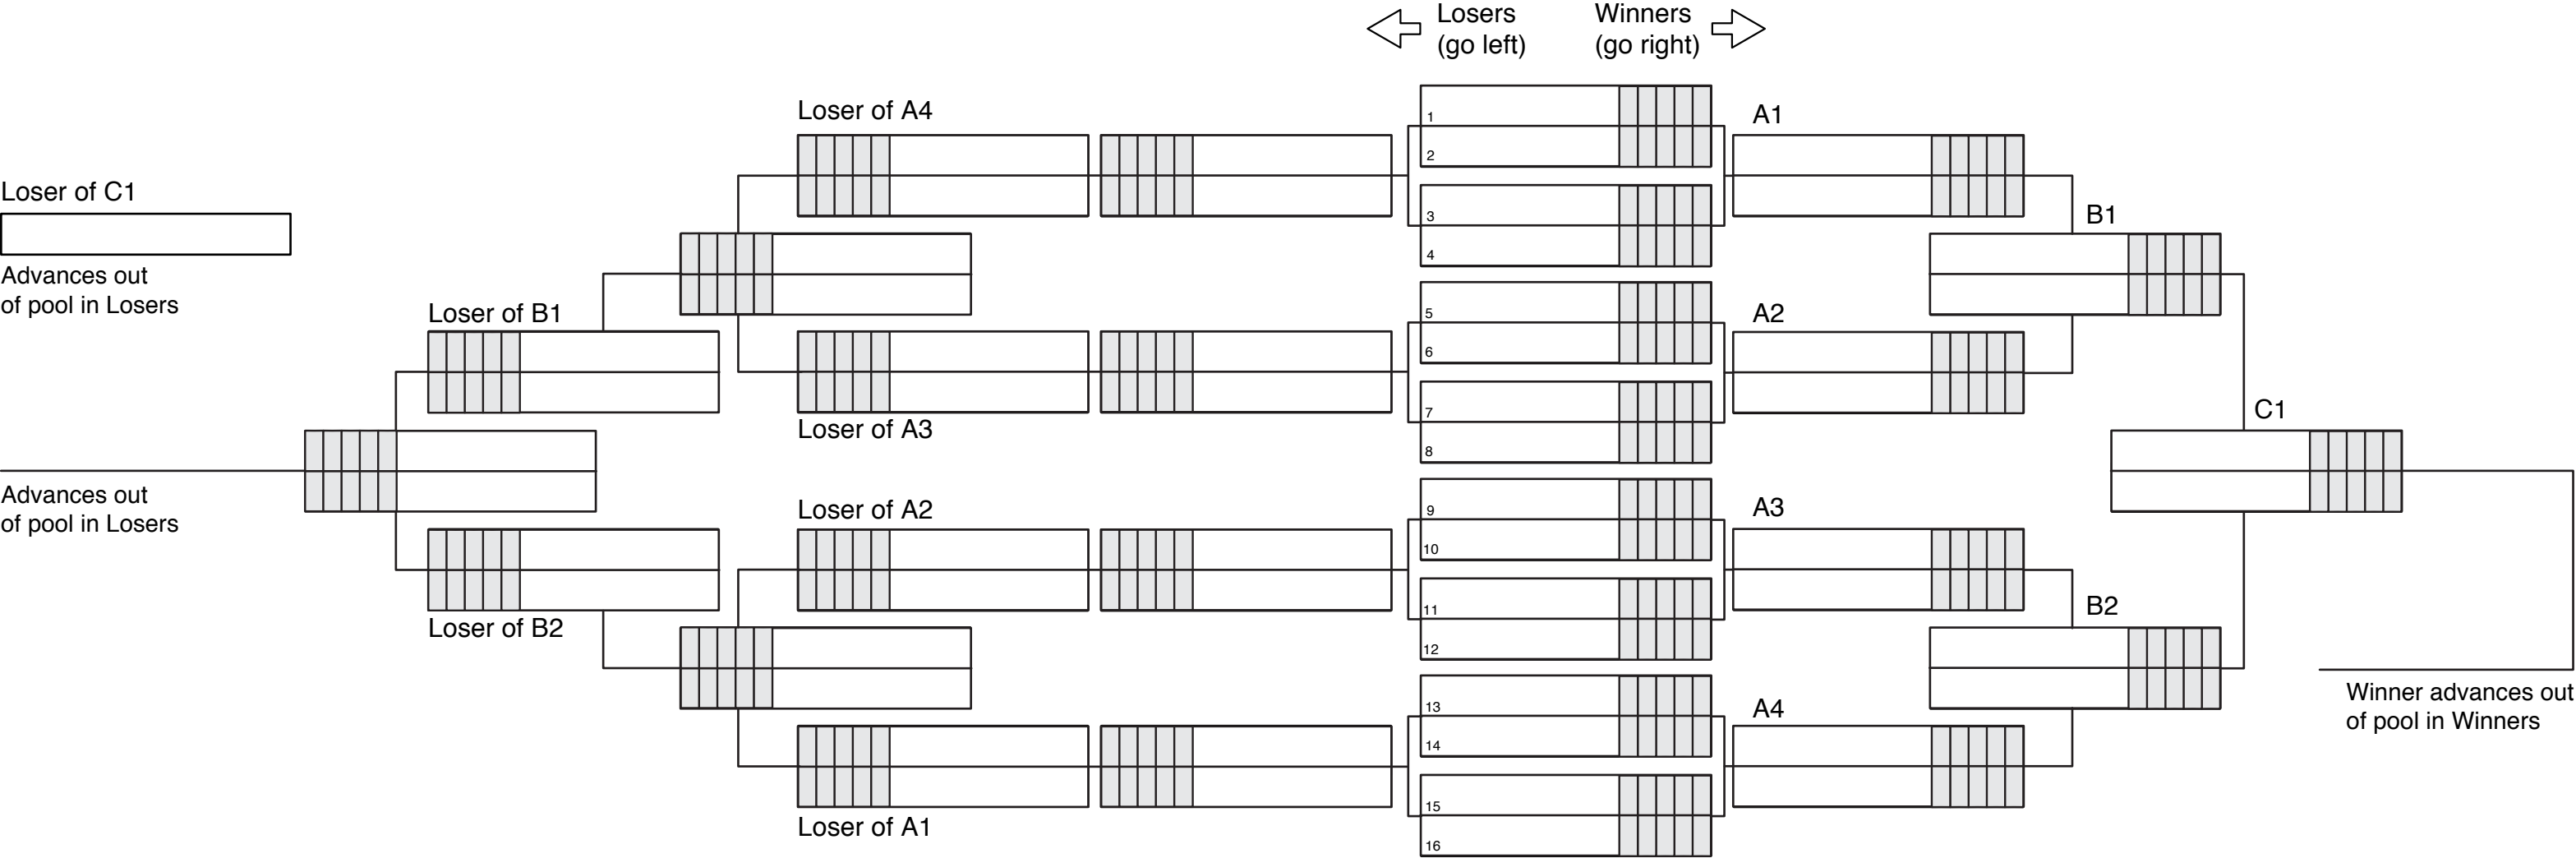 Losers
(go left)
Winners
(go right)
Loser of A4
1
A1
2
Loser of C1
3
B1
4
Advances out
of pool in Losers
Loser of B1
5
A2
6
7
C1
Loser of A3
8
Advances out
of pool in Losers
Loser of A2
9
A3
10
11
B2
Loser of B2
12
13
A4
Winner advances out
of pool in Winners
14
15
Loser of A1
16